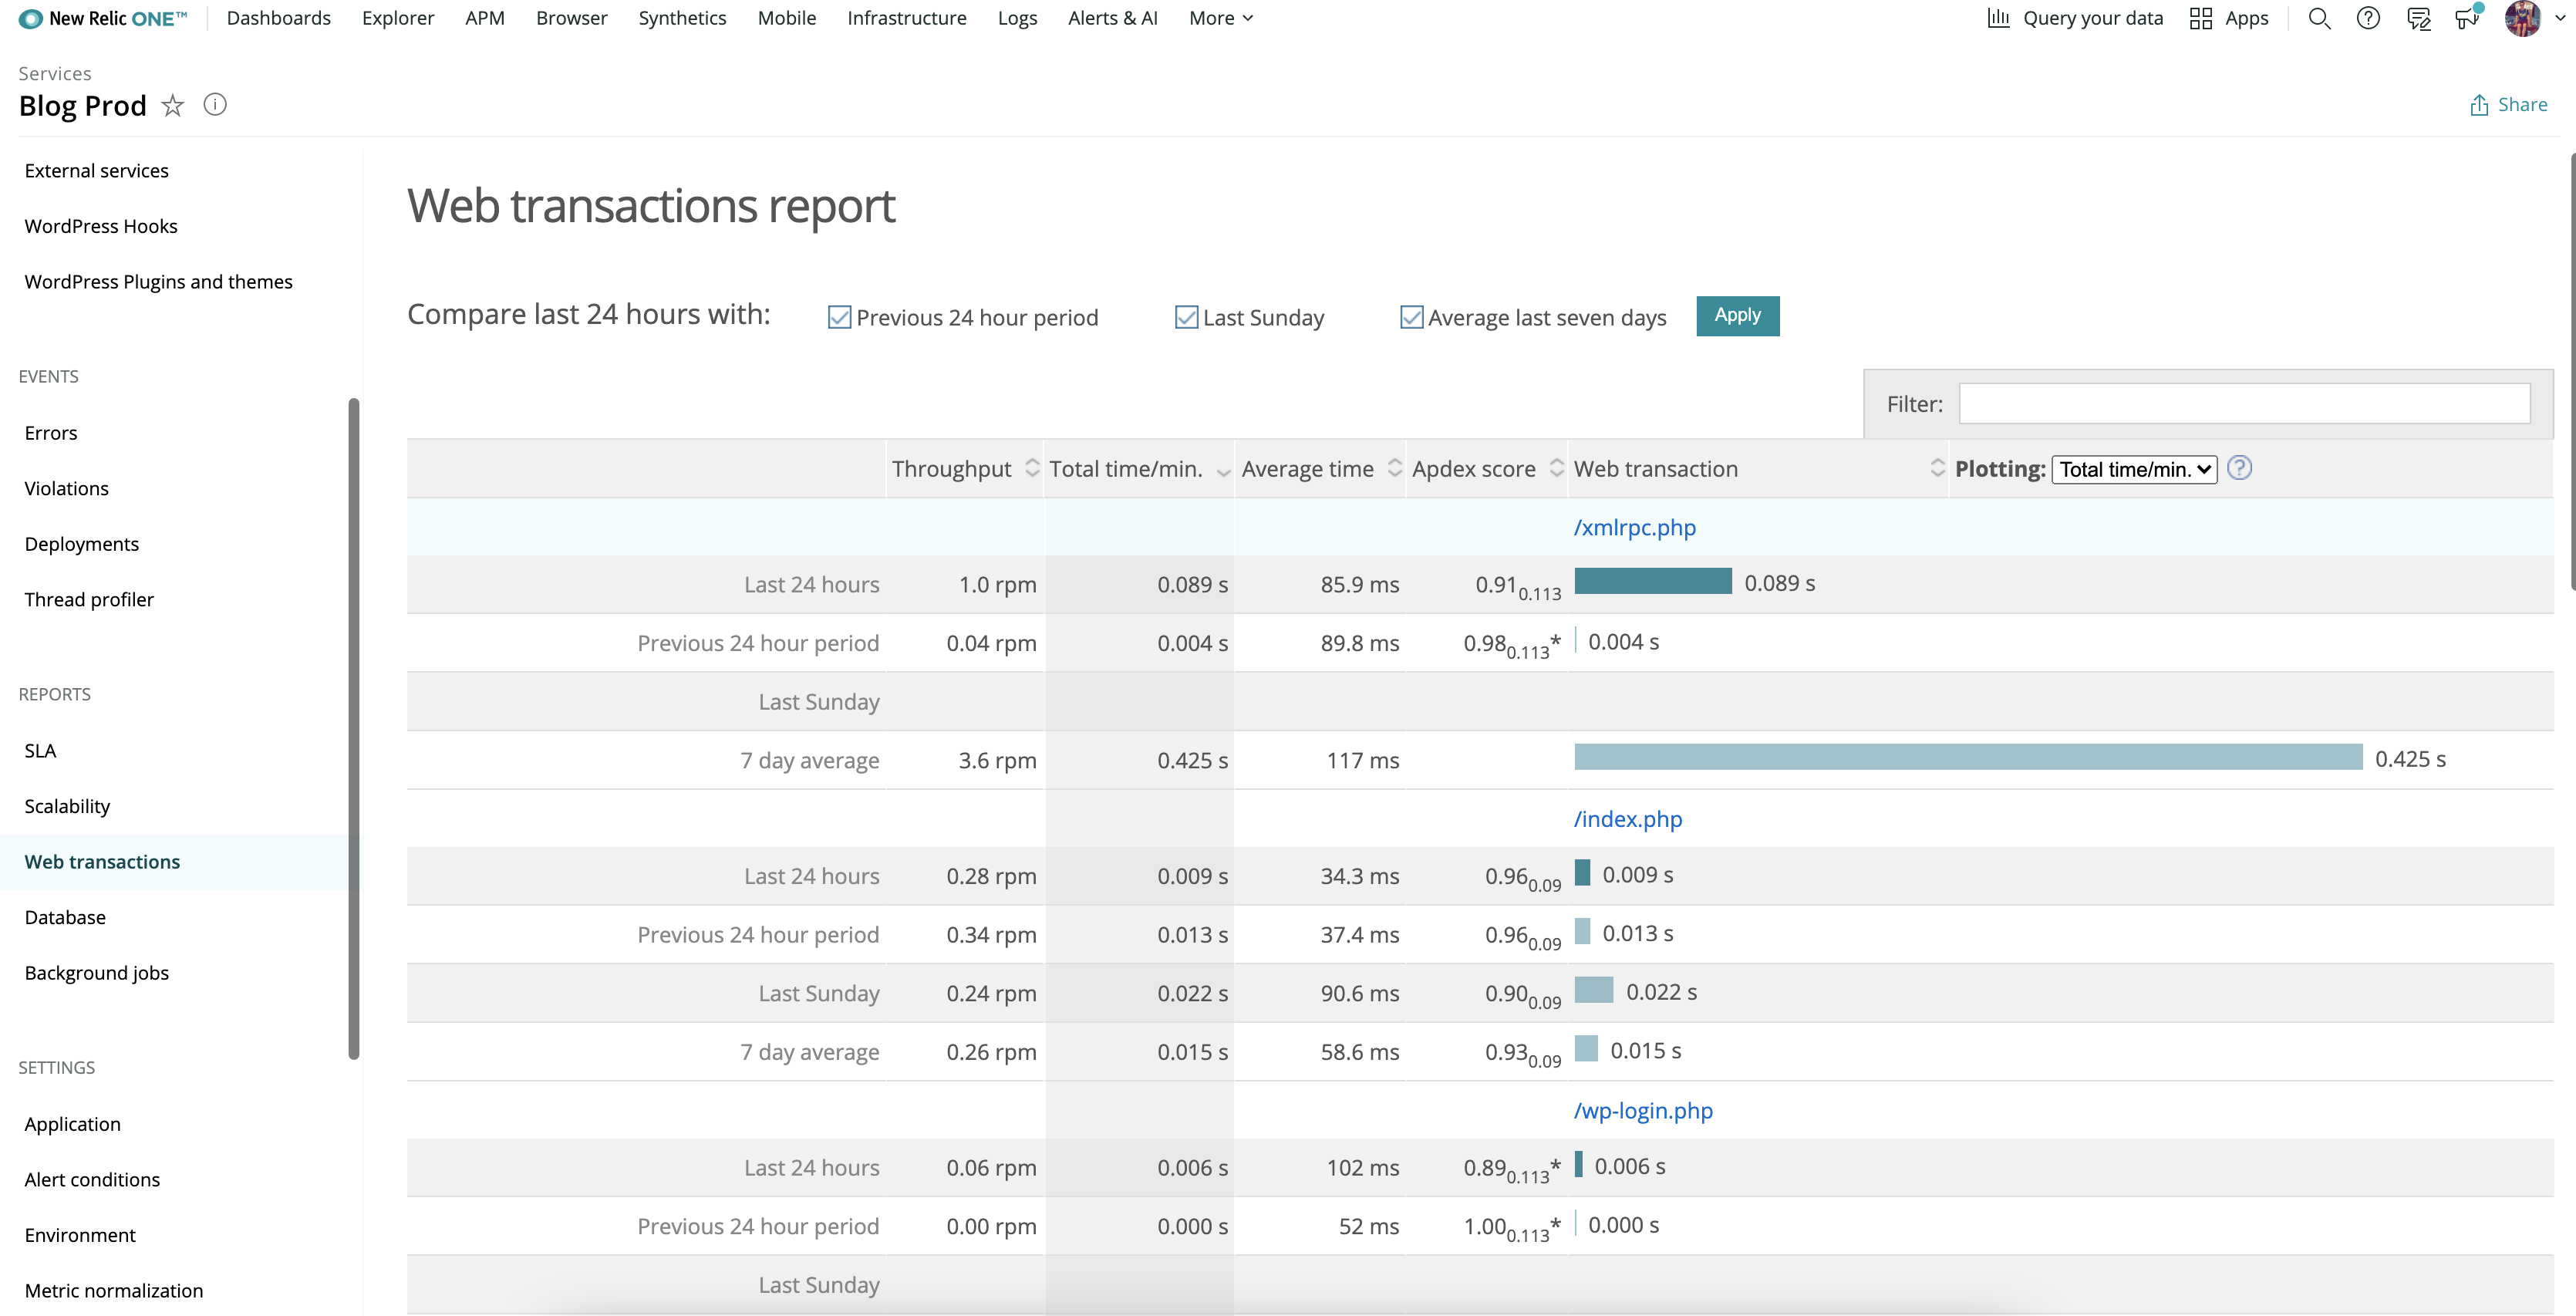 New Relic ONE™ Dashboards Explorer APM Browser Synthetics Mobile Infrastructure Logs Alerts & AI More Query your data Apps
Services
Blog Prod
Share
External services
WordPress Hooks
WordPress Plugins and themes
EVENTS
Errors
Violations
Deployments
Thread profiler
REPORTS
SLA
Scalability
Web transactions
Database
Background jobs
SETTINGS
Application
Alert conditions
Environment
Metric normalization
Web transactions report
Compare last 24 hours with: Previous 24 hour period Last Sunday Average last seven days Apply
Filter:
Throughput Total time/min. Average time Apdex score Web transaction Plotting: Total time/min. ?
/xmlrpc.php
Last 24 hours 1.0 rpm 0.089 s 85.9 ms 0.91 0.113 0.089 s
Previous 24 hour period 0.04 rpm 0.004 s 89.8 ms 0.98 0.113* 0.004 s
Last Sunday
7 day average 3.6 rpm 0.425 s 117 ms 0.425 s
/index.php
Last 24 hours 0.28 rpm 0.009 s 34.3 ms 0.96 0.09 0.009 s
Previous 24 hour period 0.34 rpm 0.013 s 37.4 ms 0.96 0.09 0.013 s
Last Sunday 0.24 rpm 0.022 s 90.6 ms 0.90 0.09 0.022 s
7 day average 0.26 rpm 0.015 s 58.6 ms 0.93 0.09 0.015 s
/wp-login.php
Last 24 hours 0.06 rpm 0.006 s 102 ms 0.89 0.113* 0.006 s
Previous 24 hour period 0.00 rpm 0.000 s 52 ms 1.00 0.113* 0.000 s
Last Sunday